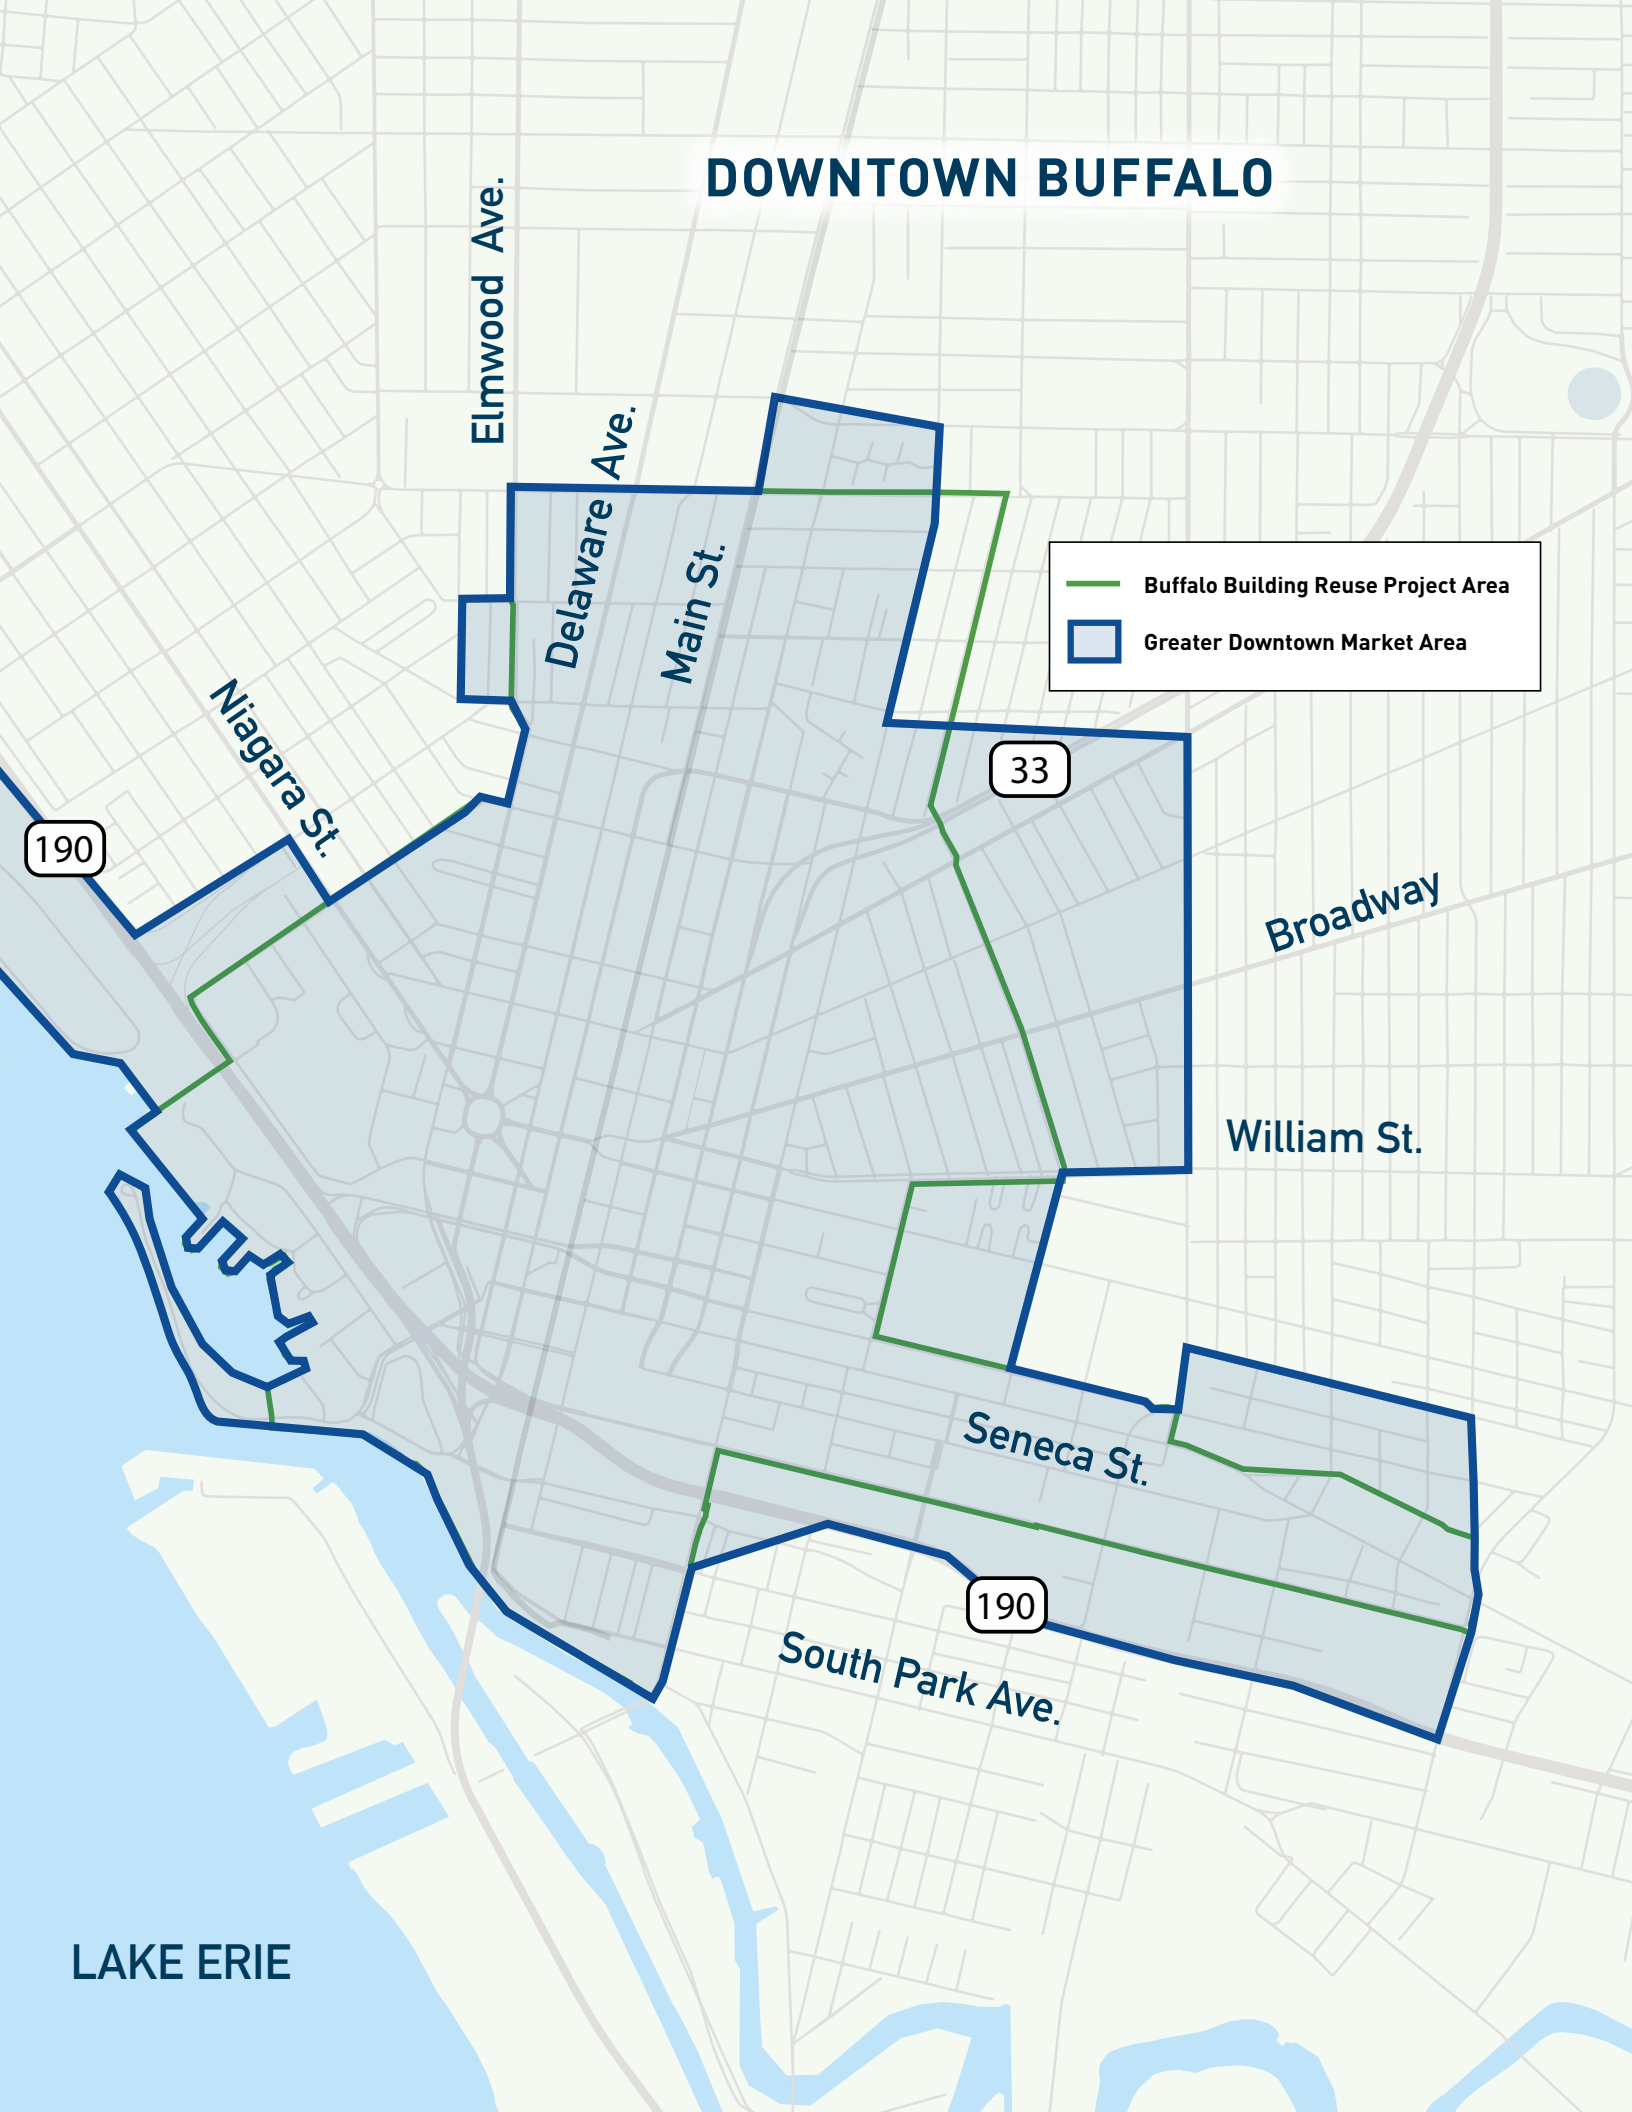 DOWNTOWN BUFFALO
Elmwood Ave.
Delaware Ave.
Main St.
Buffalo Building Reuse Project Area
Greater Downtown Market Area
Niagara St.
33
190
Broadway
William St.
Seneca St.
190
South Park Ave.
LAKE ERIE